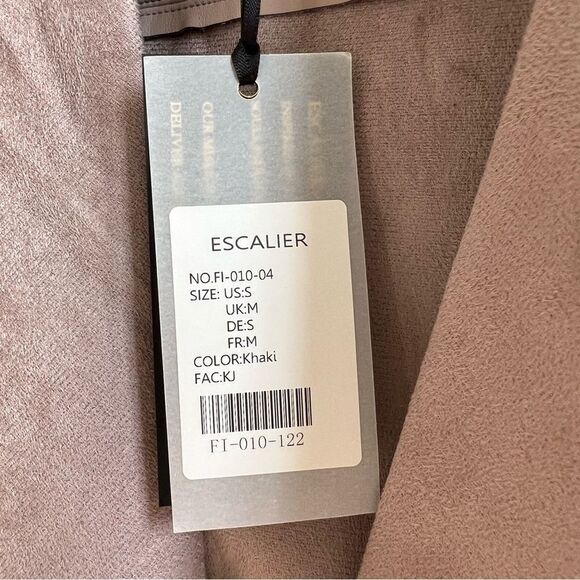 ESCALIER
NO.FI-010-04
SIZE: US:S
UK:M
DE:S
FR:M
COLOR:Khaki
FAC:KJ
FI-010-122